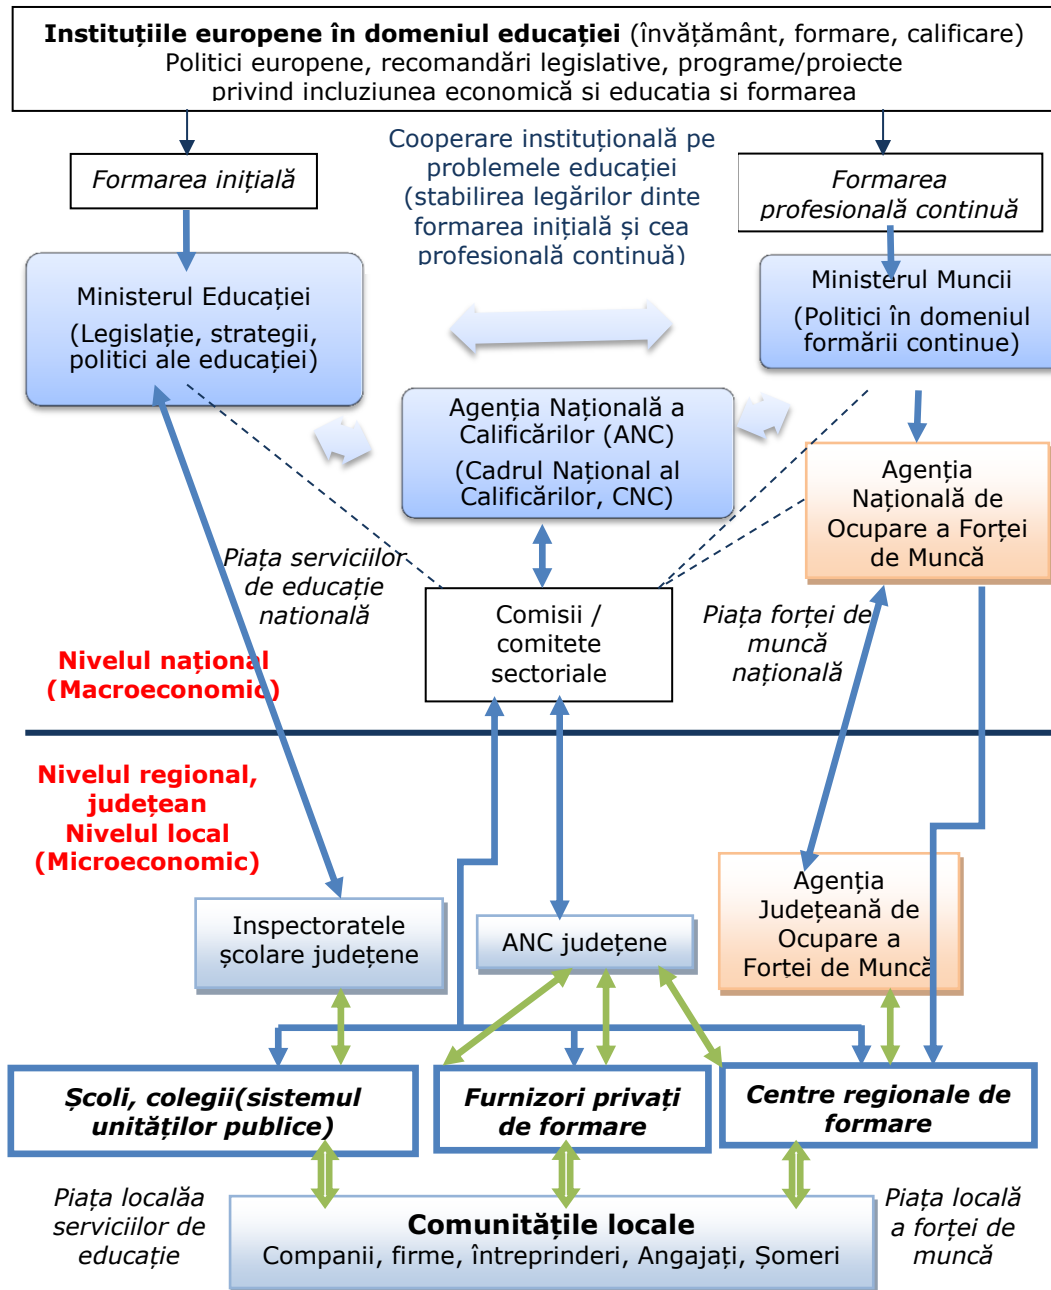 Instituțiile europene în domeniul educației (învățământ, formare, calificare)
Politici europene, recomandări legislative, programe/proiecte
privind incluziunea economică si educatia si formarea
Cooperare instituțională pe
problemele educației
(stabilirea legărilor dinte
formarea inițială și cea
profesională continuă)
Formarea inițială
Formarea
profesională continuă
Ministerul Educației
(Legislație, strategii,
politici ale educației)
Ministerul Muncii
(Politici în domeniul
formării continue)
Agenția Națională a
Calificărilor (ANC)
(Cadrul Național al
Calificărilor, CNC)
Agenția
Națională de
Ocupare a Forței
de Muncă
Piața serviciilor
de educație
natională
Comisii /
comitete
sectoriale
Piața forței de
muncă
națională
Nivelul național
(Macroeconomic)
Nivelul regional,
județean
Nivelul local
(Microeconomic)
Inspectoratele
școlare județene
ANC județene
Agenția
Județeană de
Ocupare a
Forței de Muncă
Școli, colegii(sistemul
unităților publice)
Furnizori privați
de formare
Centre regionale de
formare
Piața localăa
serviciilor de
educație
Comunitățile locale
Companii, firme, întreprinderi, Angajați, Șomeri
Piața locală
a forței de
muncă